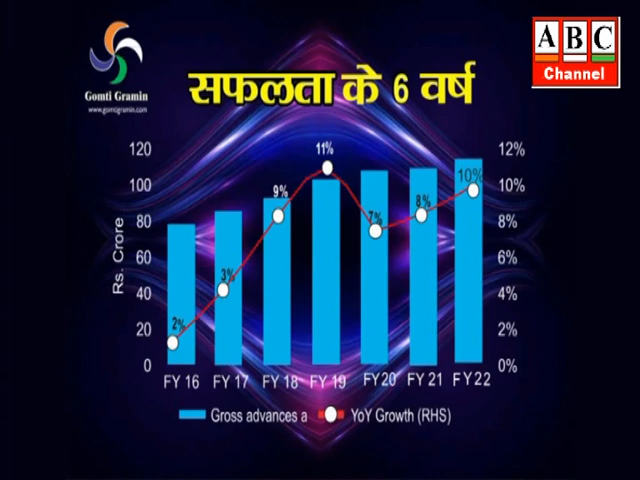 सफलता के 6 वर्ष
A B C
Channel
Gomti Gramin
www.gomtigramin.com
Rs. Crore
120
100
80
60
40
20
0
12%
10%
8%
6%
4%
2%
0%
2%
3%
9%
11%
7%
8%
10%
FY 16 FY 17 FY 18 FY 19 FY20 FY 21 FY 22
Gross advances a YoY Growth (RHS)